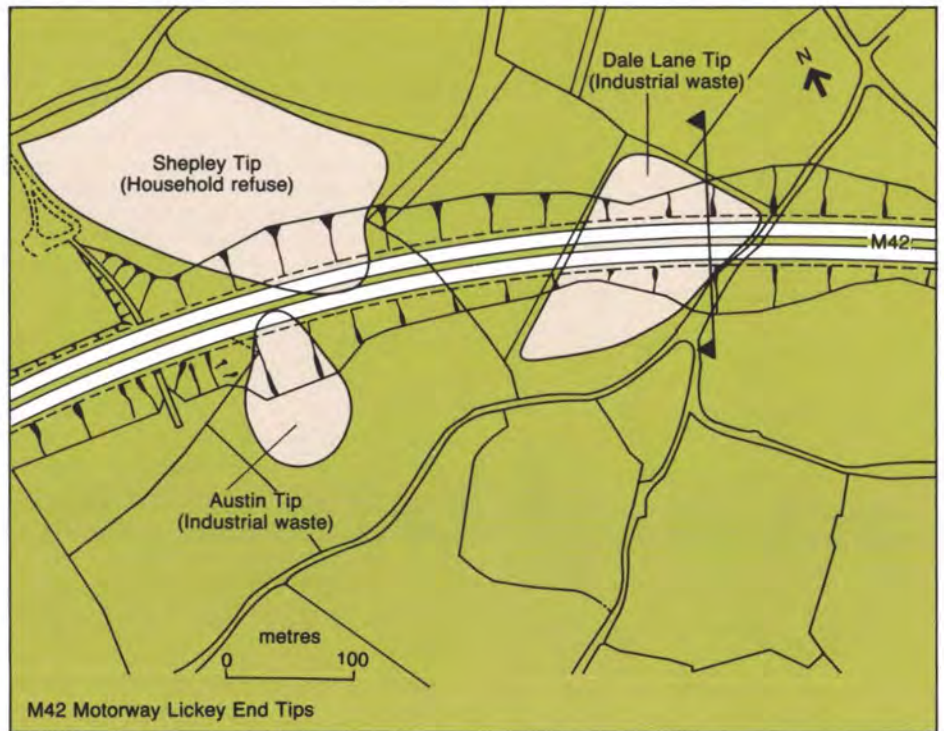 Dale Lane Tip
(Industrial waste)
N
Shepley Tip
(Household refuse)
M42
Austin Tip
(Industrial waste)
metres
0 100
M42 Motorway Lickey End Tips